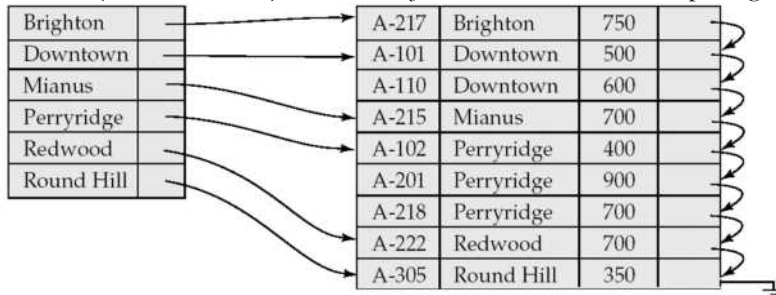 Brighton
Downtown
Mianus
Perryridge
Redwood
Round Hill
A-217 Brighton 750
A-101 Downtown 500
A-110 Downtown 600
A-215 Mianus 700
A-102 Perryridge 400
A-201 Perryridge 900
A-218 Perryridge 700
A-222 Redwood 700
A-305 Round Hill 350